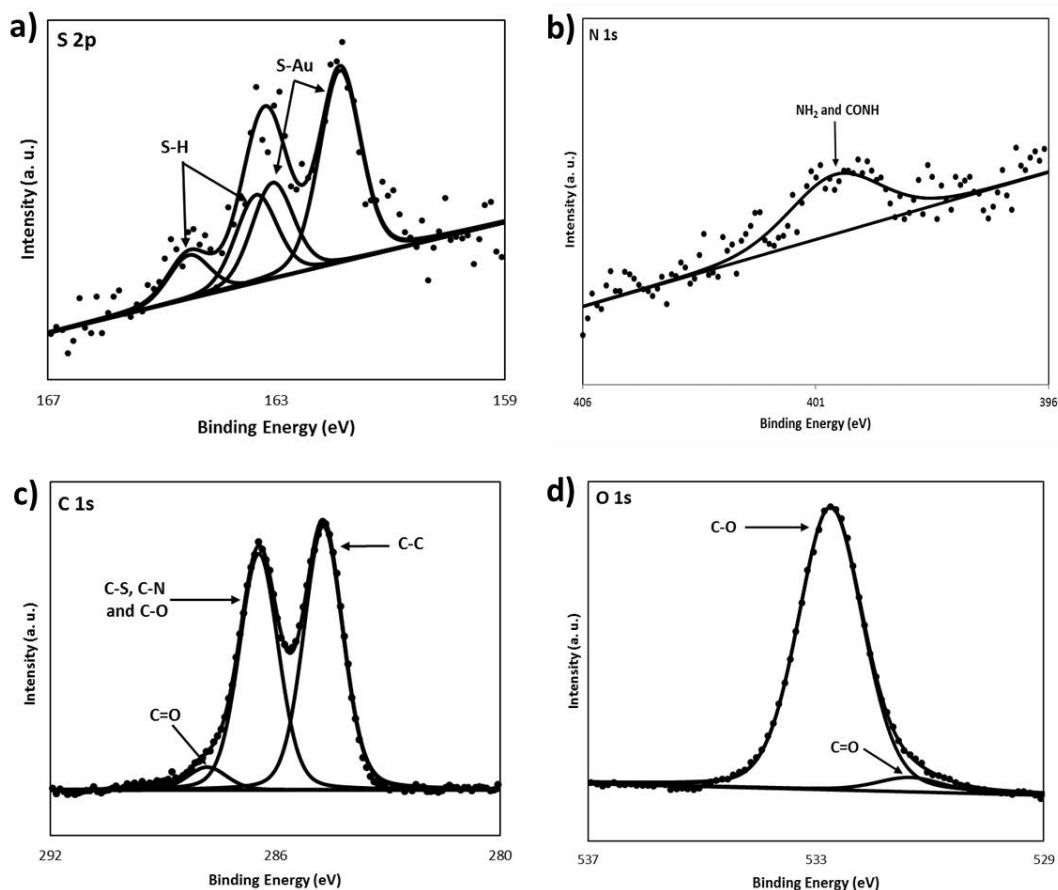 a)
S 2p
S-Au
S-H
Intensity (a. u.)
167
163
159
Binding Energy (eV)
b)
N 1s
NH₂ and CONH
Intensity (a. u.)
406
401
396
Binding Energy (eV)
c)
C 1s
C-C
C-S, C-N
and C-O
C=O
Intensity (a. u.)
292
286
280
Binding Energy (eV)
d)
O 1s
C-O
C=O
Intensity (a. u.)
537
533
529
Binding Energy (eV)